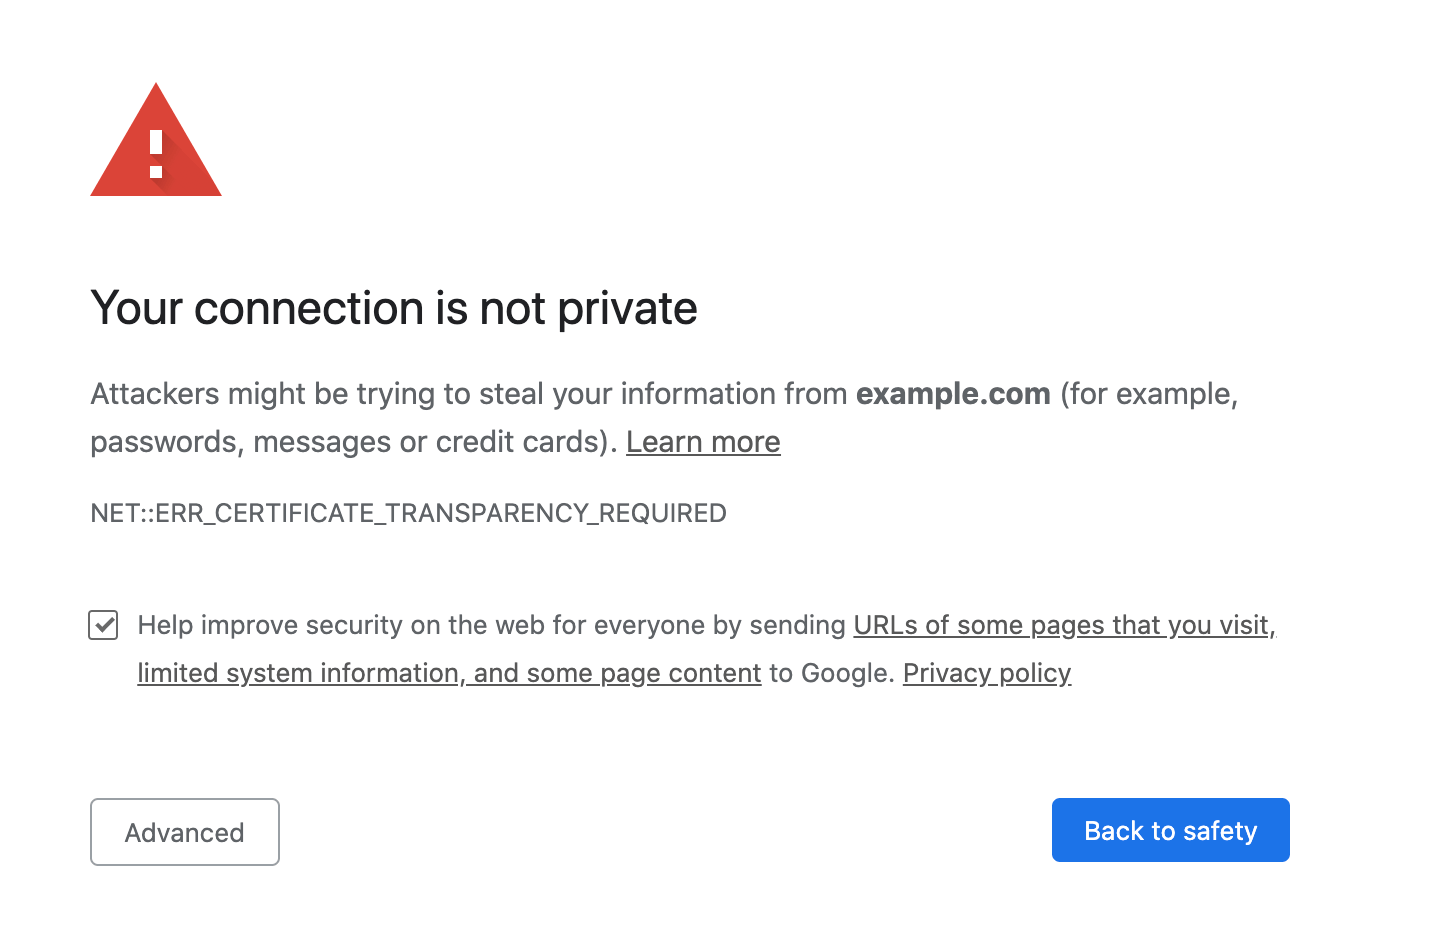 Your connection is not private
Attackers might be trying to steal your information from example.com (for example,
passwords, messages or credit cards). Learn more
NET::ERR_CERTIFICATE_TRANSPARENCY_REQUIRED
Help improve security on the web for everyone by sending URLs of some pages that you visit,
limited system information, and some page content to Google. Privacy policy
Advanced
Back to safety